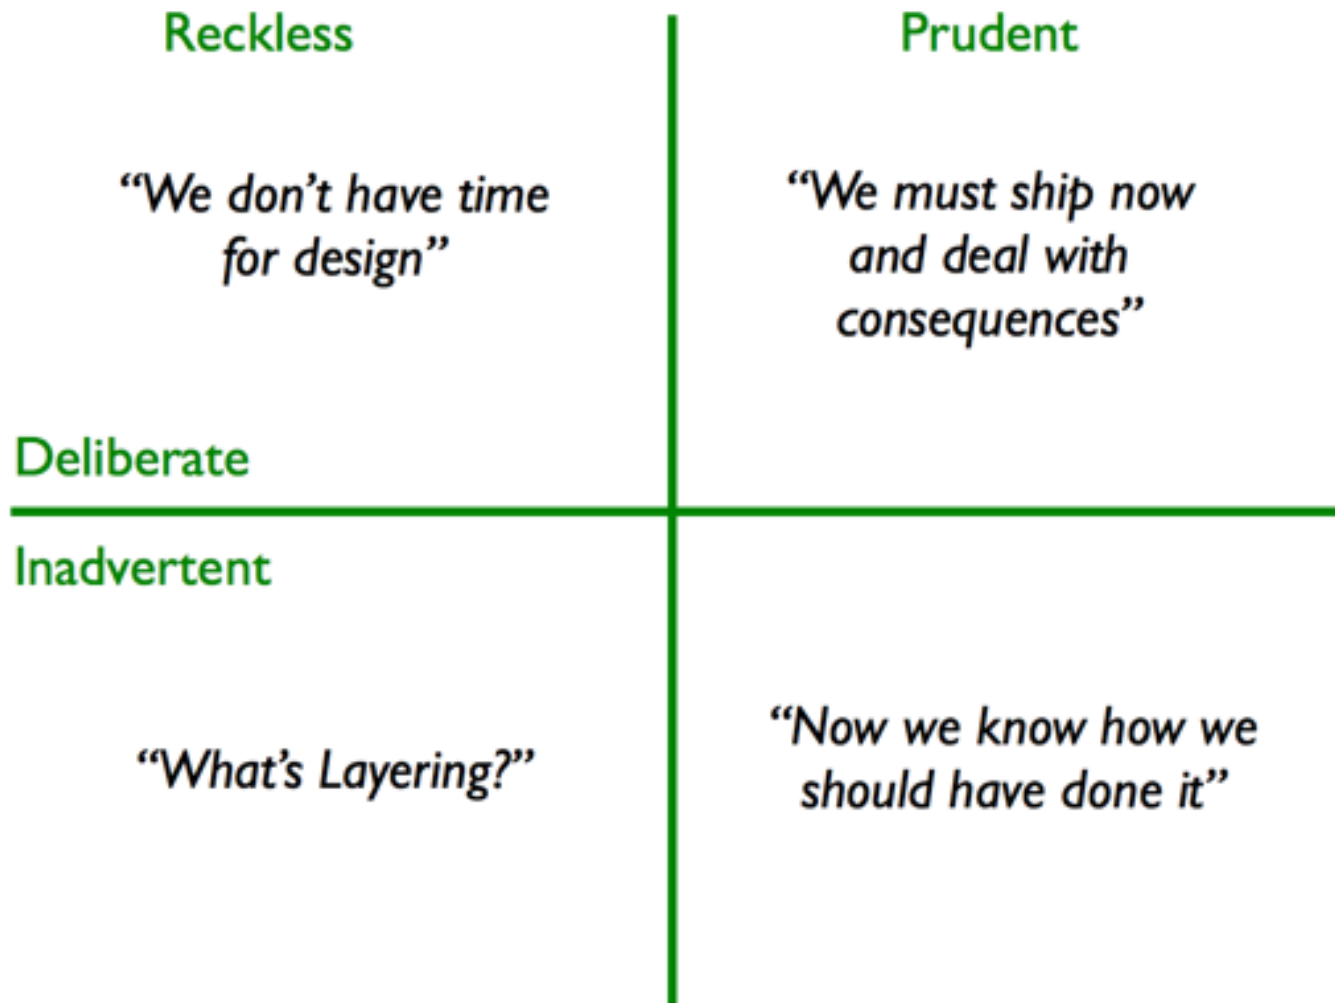 Reckless
Prudent
“We don’t have time
for design”
“We must ship now
and deal with
consequences”
Deliberate
Inadvertent
“What’s Layering?”
“Now we know how we
should have done it”